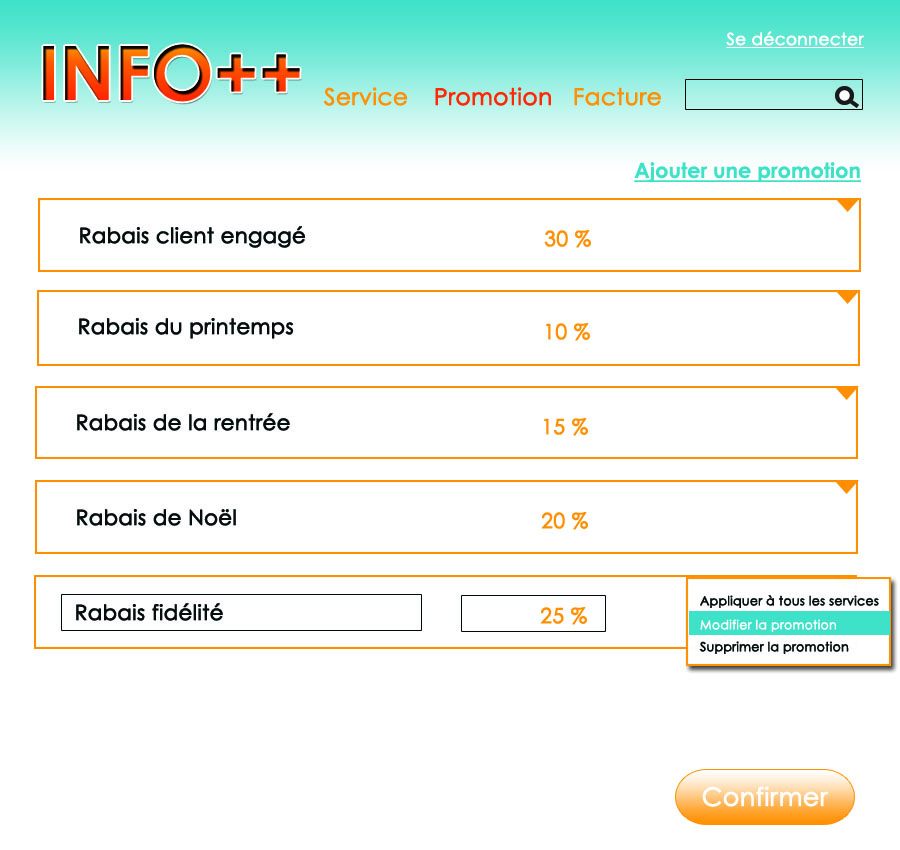 Se déconnecter
INFO++
Service Promotion Facture
Ajouter une promotion
Rabais client engagé 30 %
Rabais du printemps 10 %
Rabais de la rentrée 15 %
Rabais de Noël 20 %
Rabais fidélité 25 %
Appliquer à tous les services
Modifier la promotion
Supprimer la promotion
Confirmer